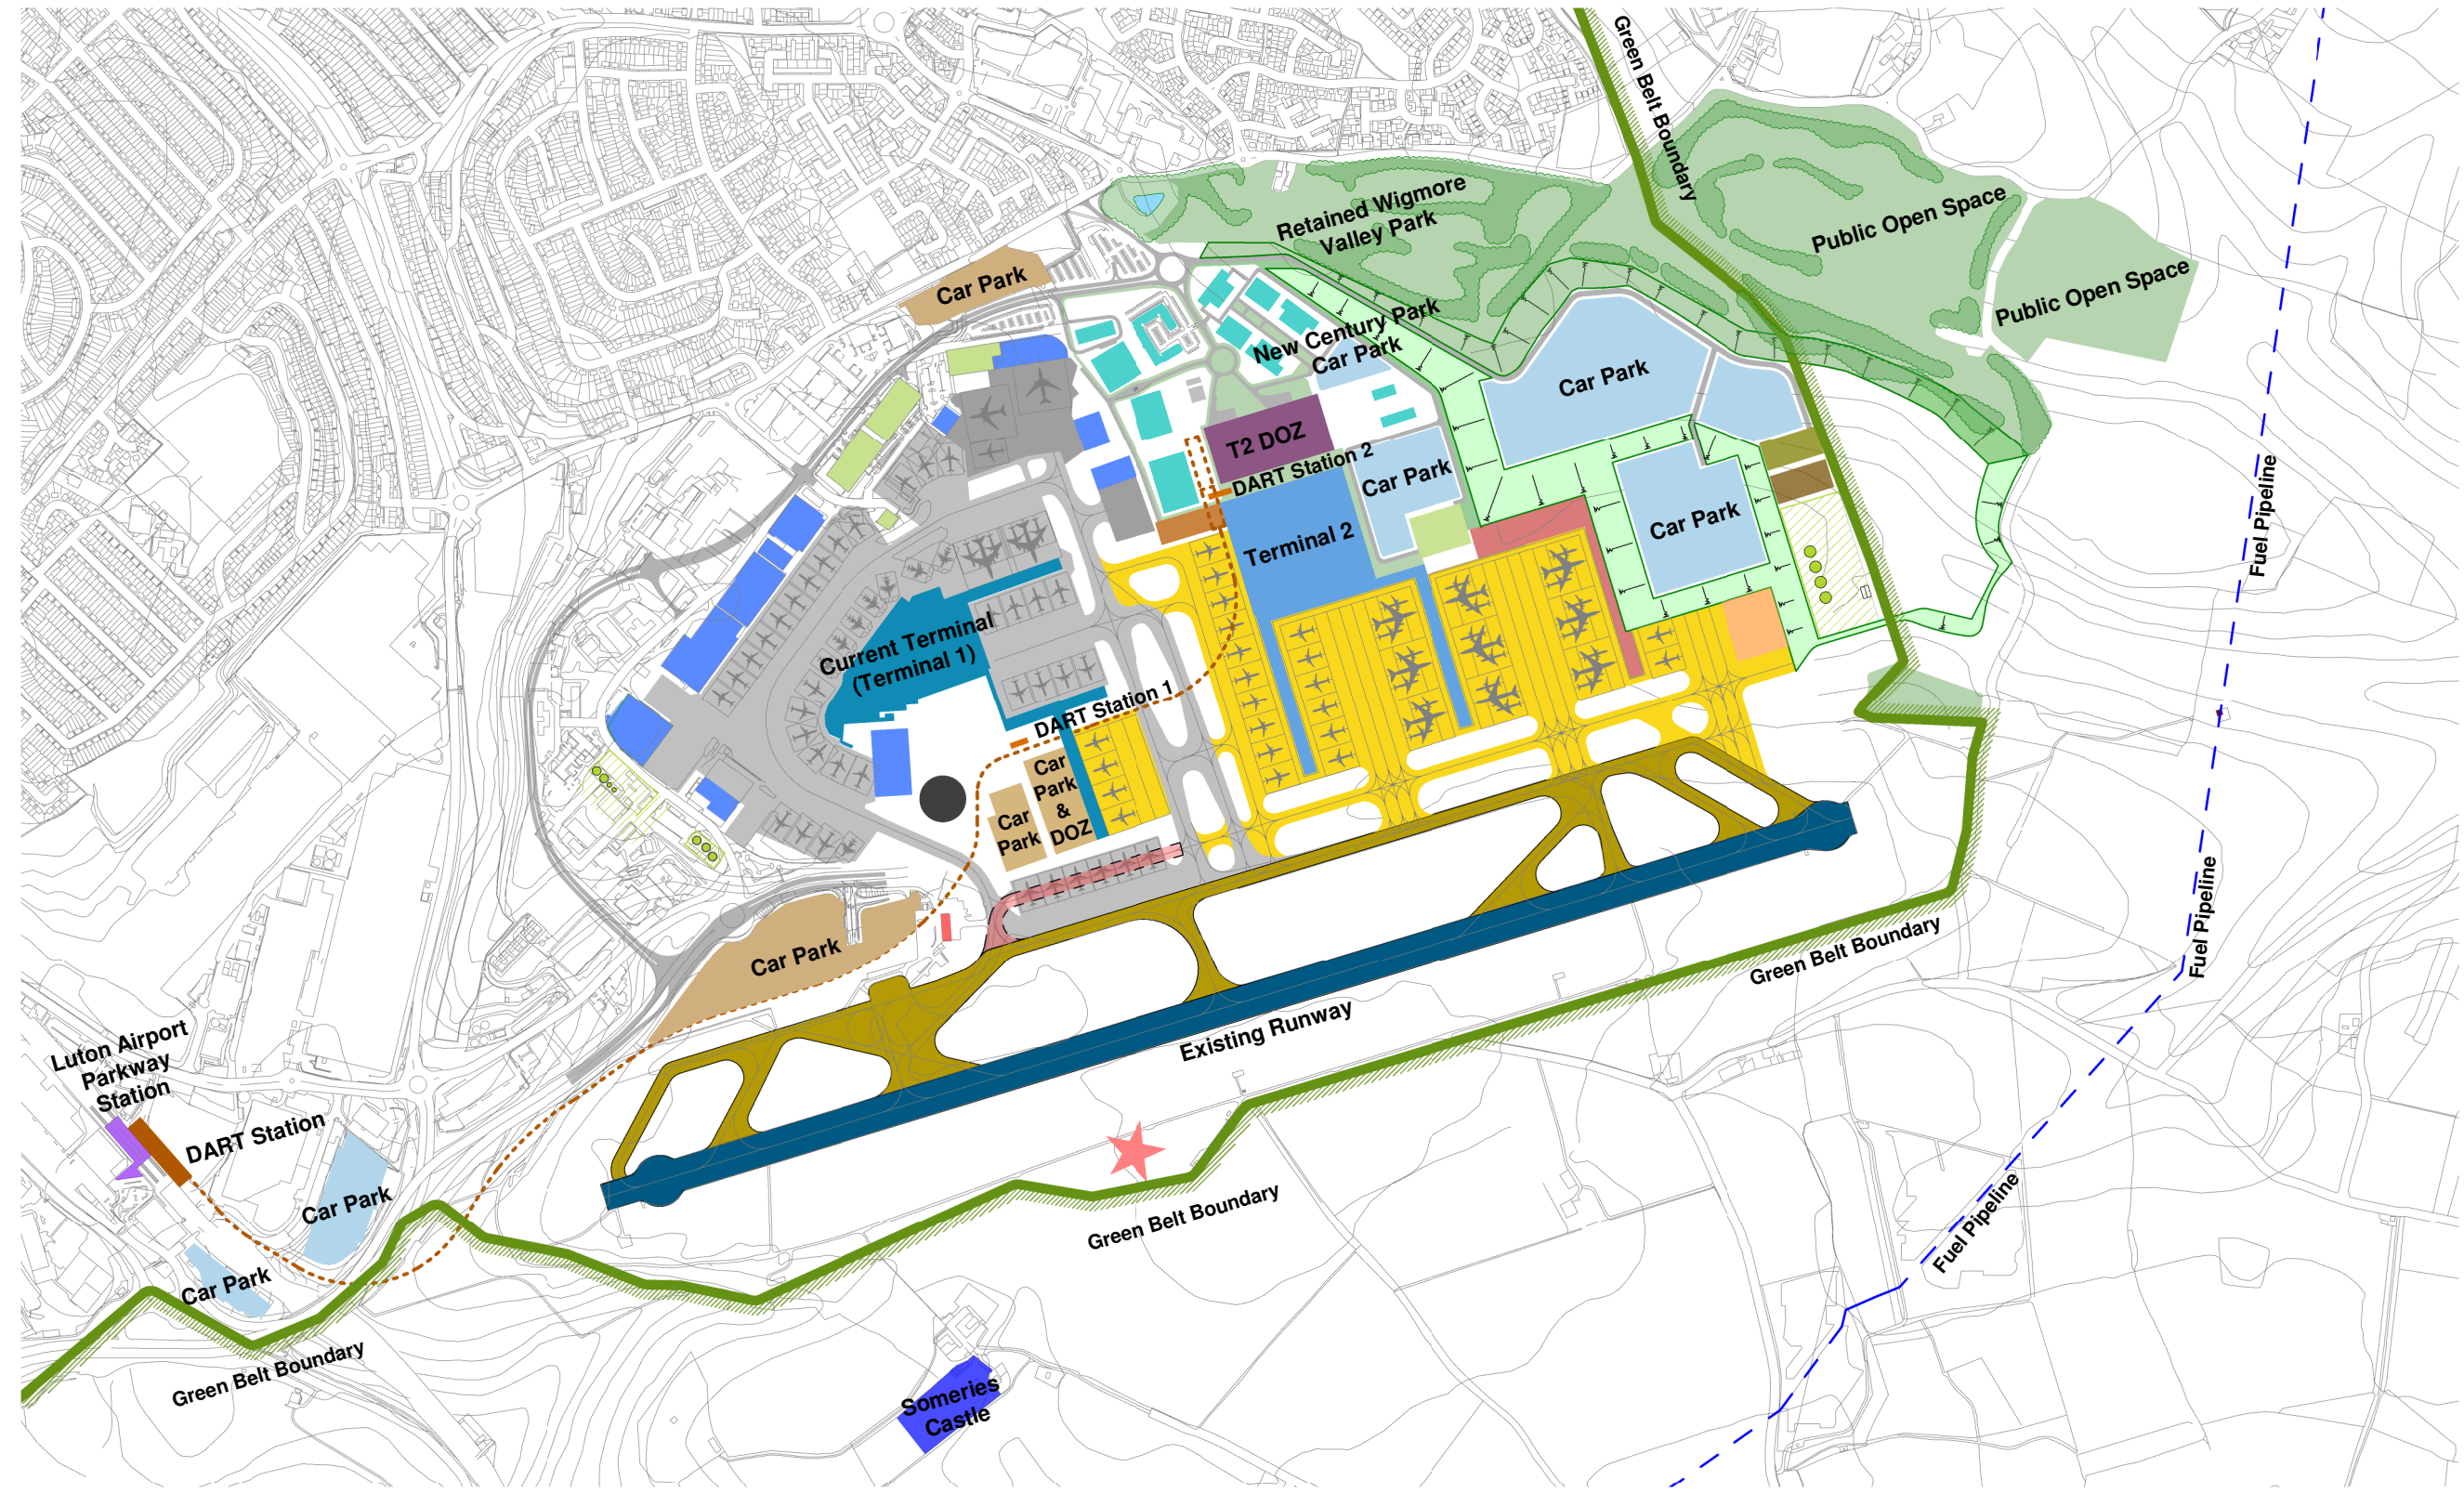 Green Belt Boundary
Retained Wigmore
Valley Park
Public Open Space
Public Open Space
Car Park
New Century Park
Car Park
Car Park
T2 DOZ
DART Station 2
Car Park
Car Park
Terminal 2
Fuel Pipeline
Current Terminal
(Terminal 1)
DART Station 1
Car
Park
&
DOZ
Car
Park
Car Park
Fuel Pipeline
Green Belt Boundary
Existing Runway
Luton Airport
Parkway
Station
DART Station
Car Park
Car Park
Green Belt Boundary
Fuel Pipeline
Green Belt Boundary
Someries
Castle